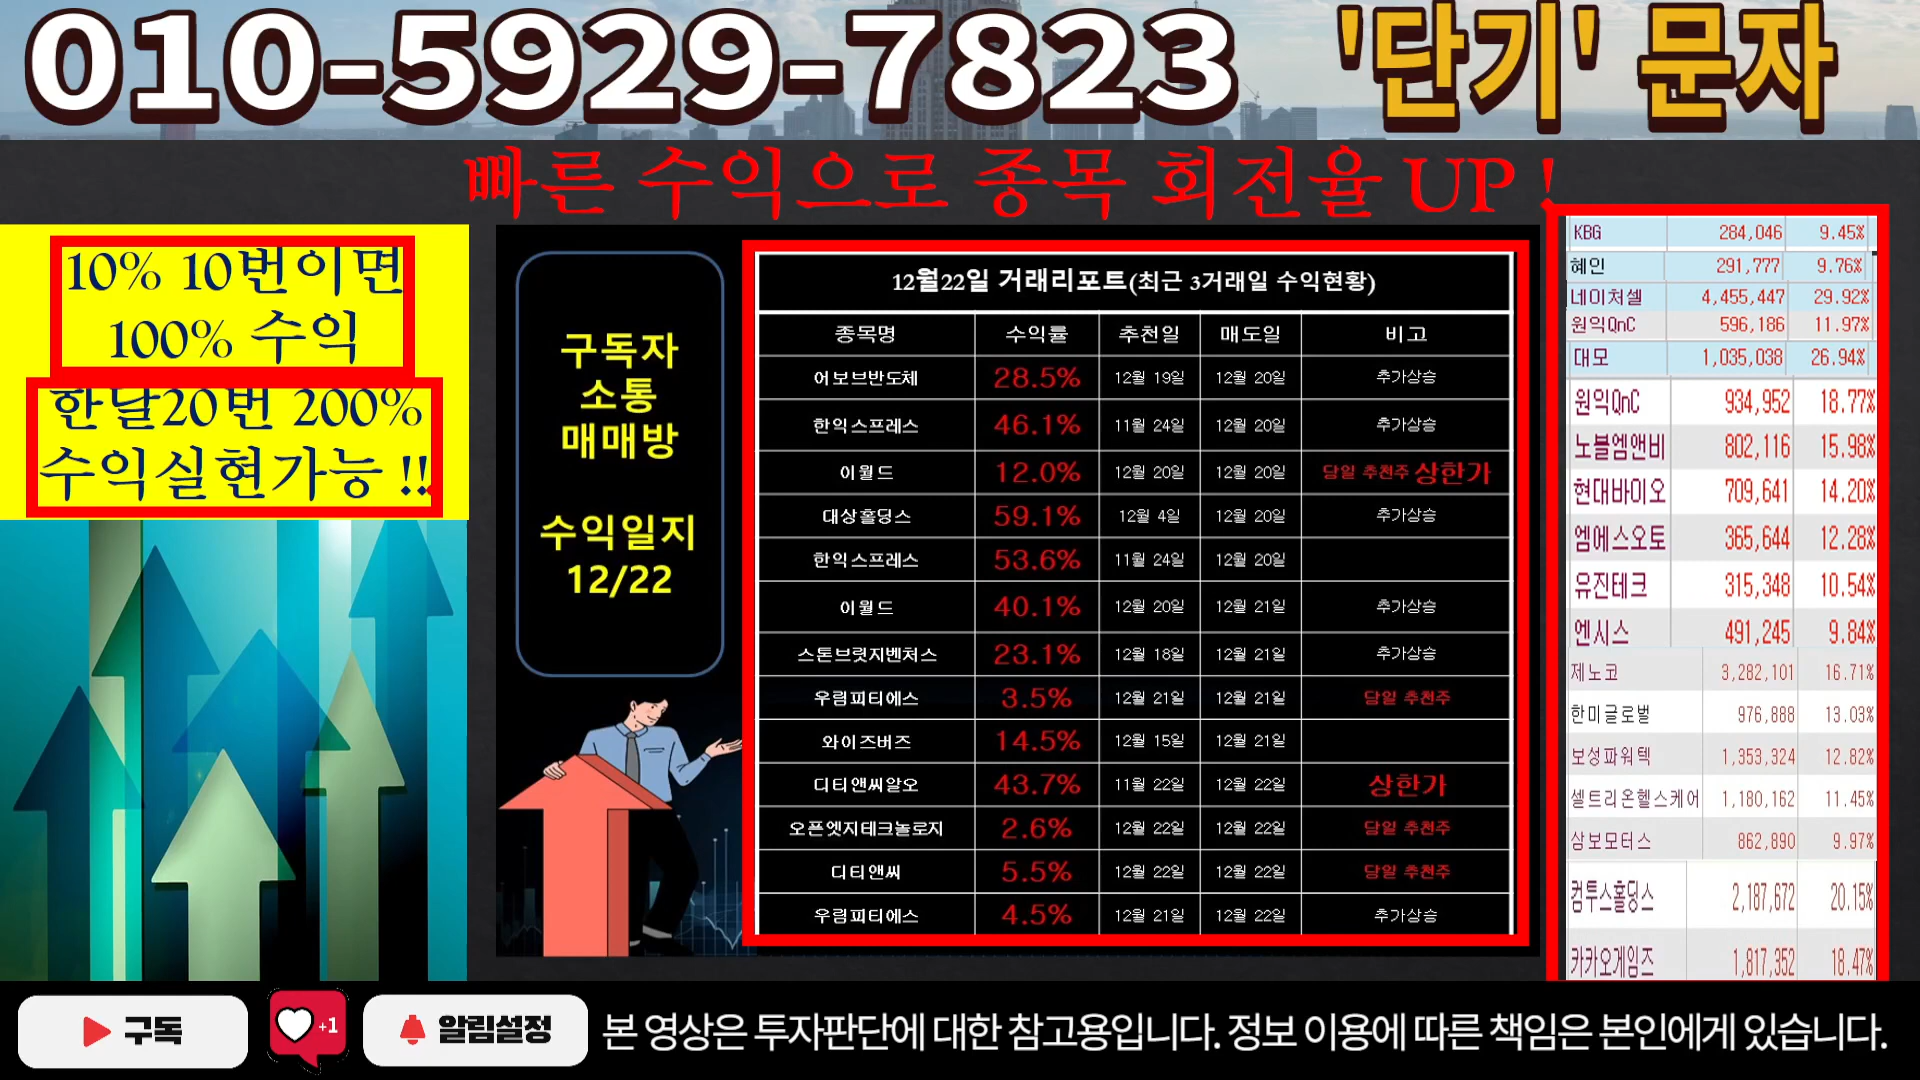 010-5929-7823 '단기' 문자
빠른 수익으로 종목 회전율 UP !
10% 10번이면
100% 수익
한달20번 200%
수익실현가능 !!
구독자
소통
매매방
수익일지
12/22
12월22일 거래리포트(최근 3거래일 수익현황)
종목명 수익률 추천일 매도일 비고
어보브반도체 28.5% 12월 19일 12월 20일 추가상승
한익스프레스 46.1% 11월 24일 12월 20일 추가상승
이월드 12.0% 12월 20일 12월 20일 당일 추천주 상한가
대상홀딩스 59.1% 12월 4일 12월 20일 추가상승
한익스프레스 53.6% 11월 24일 12월 20일
이월드 40.1% 12월 20일 12월 21일 추가상승
스톤브릿지벤처스 23.1% 12월 18일 12월 21일 추가상승
우림피티에스 3.5% 12월 21일 12월 21일 당일 추천주
와이즈버즈 14.5% 12월 15일 12월 21일
디티앤씨알오 43.7% 11월 22일 12월 22일 상한가
오픈엣지테크놀로지 2.6% 12월 22일 12월 22일 당일 추천주
디티앤씨 5.5% 12월 22일 12월 22일 당일 추천주
우림피티에스 4.5% 12월 21일 12월 22일 추가상승
KBG 284,046 9.45%
혜인 291,777 9.76%
네이처셀 4,455,447 29.92%
원익QnC 596,186 11.97%
대모 1,035,038 26.94%
원익QnC 934,952 18.77%
노블엠앤비 802,116 15.98%
현대바이오 709,641 14.20%
엠에스오토 365,644 12.28%
유진테크 315,348 10.54%
엔시스 491,245 9.84%
제노코 3,282,101 16.71%
한미글로벌 976,888 13.03%
보성파워텍 1,353,324 12.82%
셀트리온헬스케어 1,180,162 11.45%
상보모터스 862,890 9.97%
컴투스홀딩스 2,187,672 20.15%
카카오게임즈 1,817,352 18.47%
구독 +1 알림설정 본 영상은 투자판단에 대한 참고용입니다. 정보 이용에 따른 책임은 본인에게 있습니다.